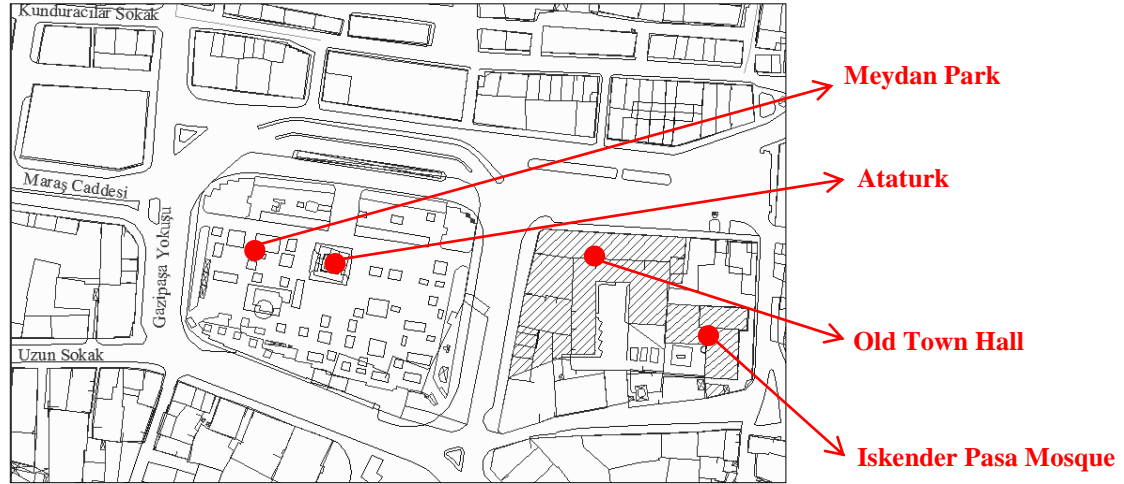 Kunduracılar Sokak
Meydan Park
Maraş Caddesi
Ataturk
Gazipaşa Yokuşu
Old Town Hall
Uzun Sokak
Iskender Pasa Mosque